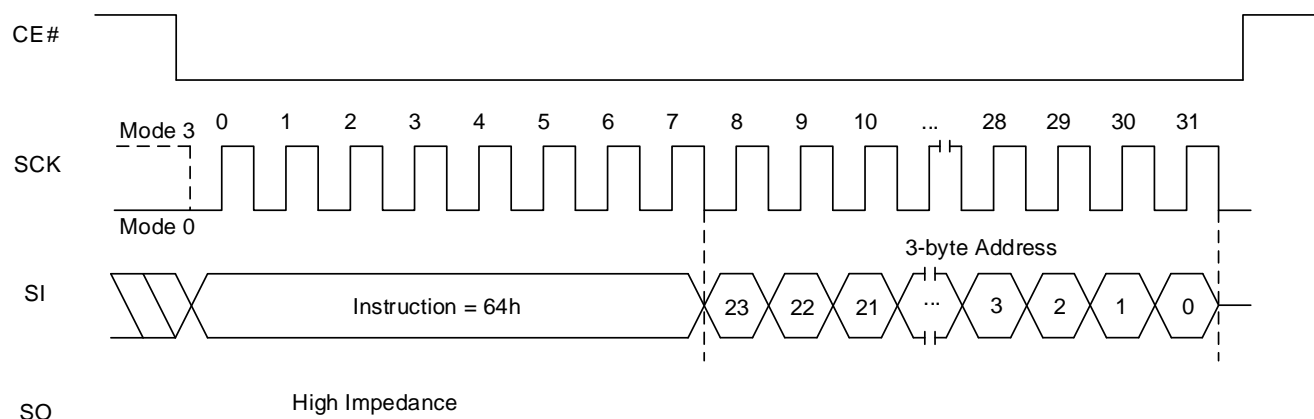 CE#
0 1 2 3 4 5 6 7 8 9 10 ... 28 29 30 31
Mode 3
SCK
Mode 0
3-byte Address
SI
Instruction = 64h 23 22 21 ... 3 2 1 0
High Impedance
SO